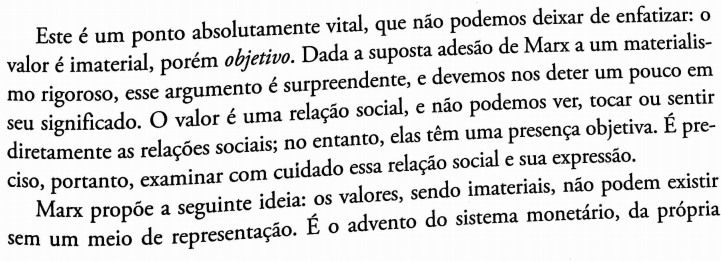 Este é um ponto absolutamente vital, que não podemos deixar de enfatizar: o
valor é imaterial, porém objetivo. Dada a suposta adesão de Marx a um materialis-
mo rigoroso, esse argumento é surpreendente, e devemos nos deter um pouco em
seu significado. O valor é uma relação social, e não podemos ver, tocar ou sentir
diretamente as relações sociais; no entanto, elas têm uma presença objetiva. É pre-
ciso, portanto, examinar com cuidado essa relação social e sua expressão.
Marx propõe a seguinte ideia: os valores, sendo imateriais, não podem existir
sem um meio de representação. É o advento do sistema monetário, da própria